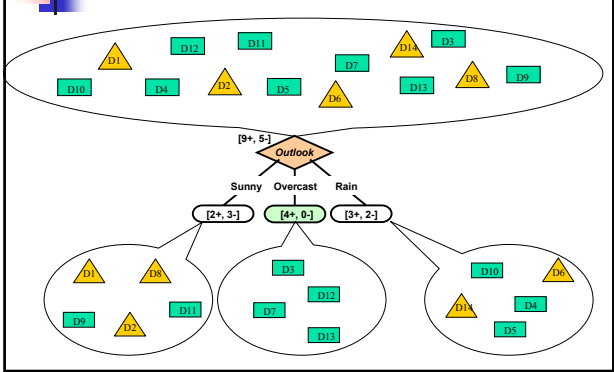 D12 D11 D14 D3
D1 D7 D8 D9
D10 D4 D2 D5 D6 D13
[9+, 5-]
Outlook
Sunny Overcast Rain
[2+, 3-] [4+, 0-] [3+, 2-]
D1 D8 D3 D10 D6
D9 D11 D7 D12 D14 D4
D2 D13 D5